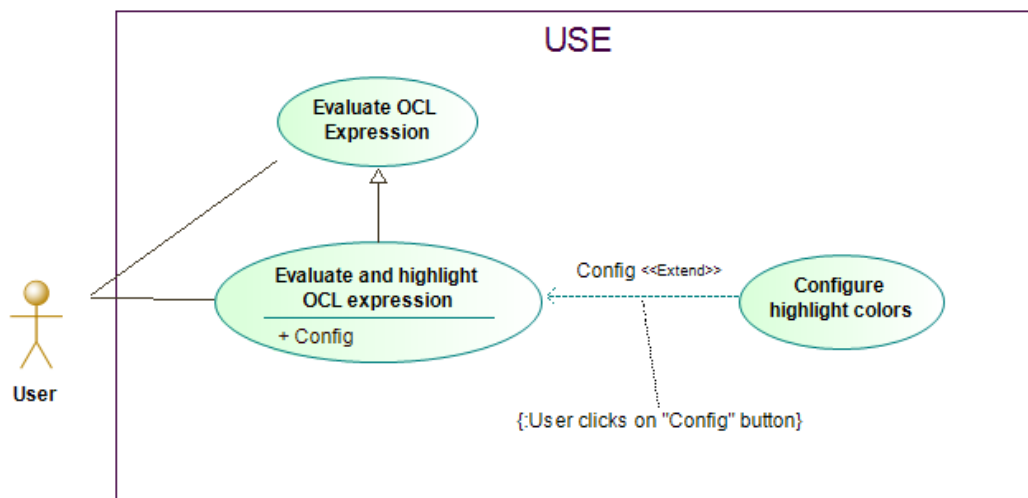 USE
Evaluate OCL
Expression
Evaluate and highlight
OCL expression
+ Config
Config <<Extend>>
Configure
highlight colors
User
{:User clicks on "Config" button}